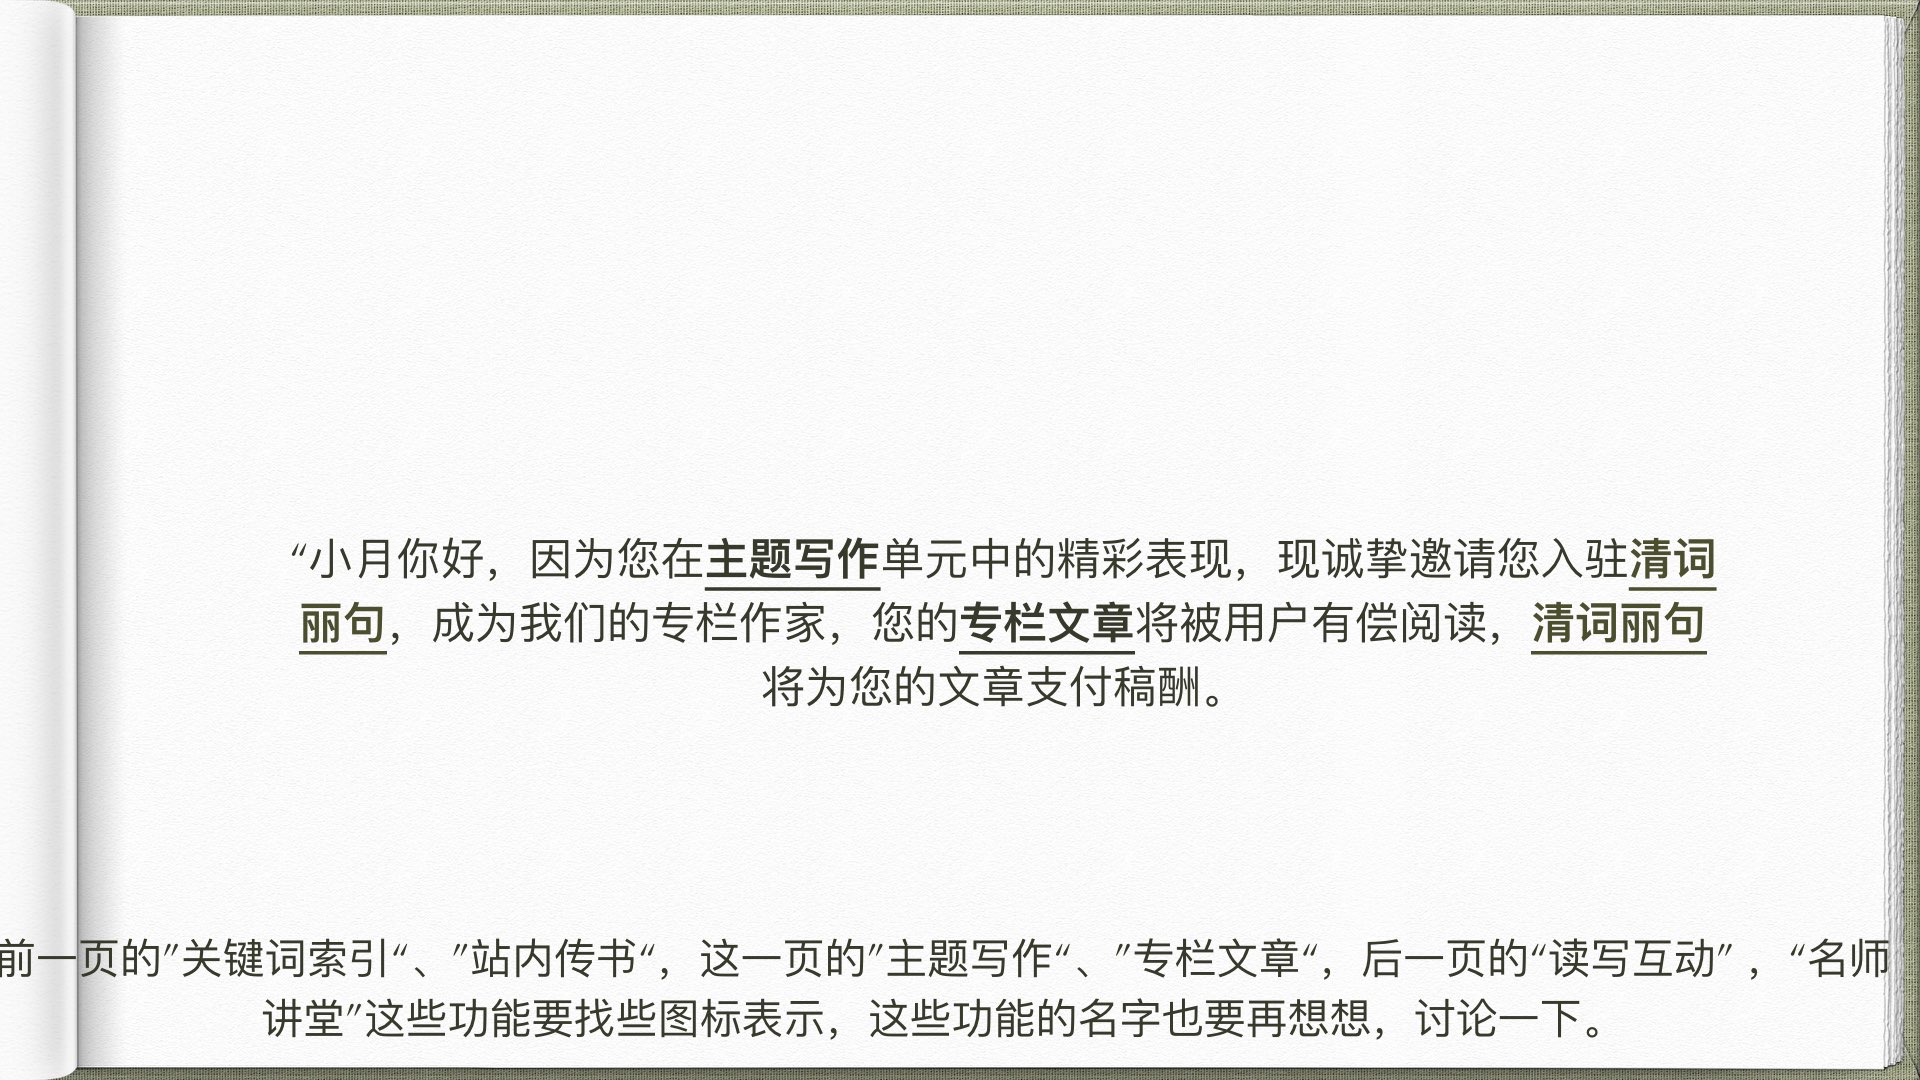 “小月你好，因为您在主题写作单元中的精彩表现，现诚挚邀请您入驻清词
丽句，成为我们的专栏作家，您的专栏文章将被用户有偿阅读，清词丽句
将为您的文章支付稿酬。
前一页的”关键词索引“、”站内传书“，这一页的”主题写作“、”专栏文章“，后一页的“读写互动” ，“名师
讲堂”这些功能要找些图标表示，这些功能的名字也要再想想，讨论一下。